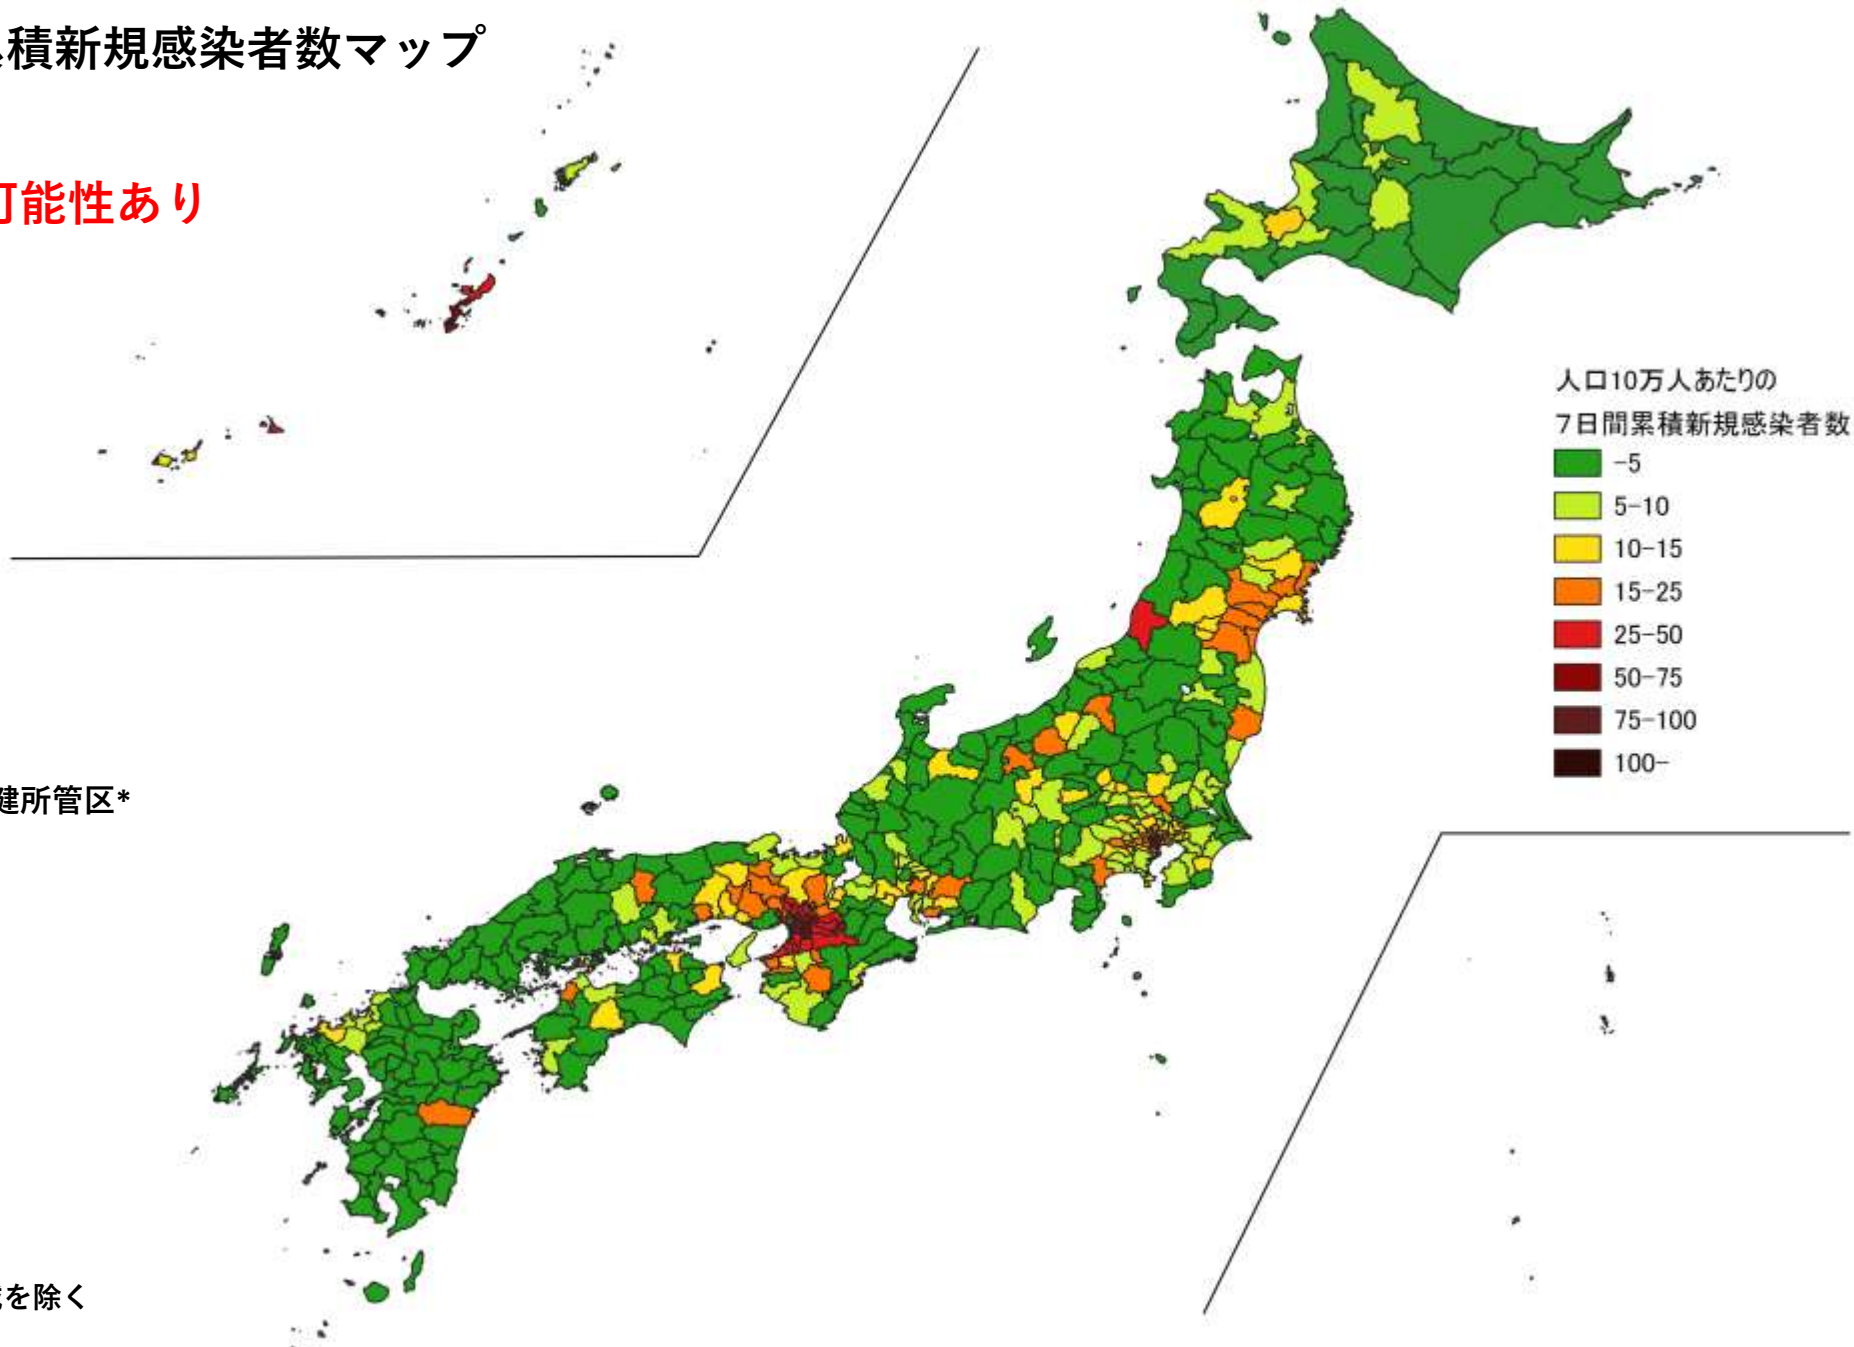 積新規感染者数マップ
可能性あり
人口10万人あたりの
7日間累積新規感染者数
-5
5-10
10-15
15-25
25-50
50-75
75-100
100-
健所管区*
を除く